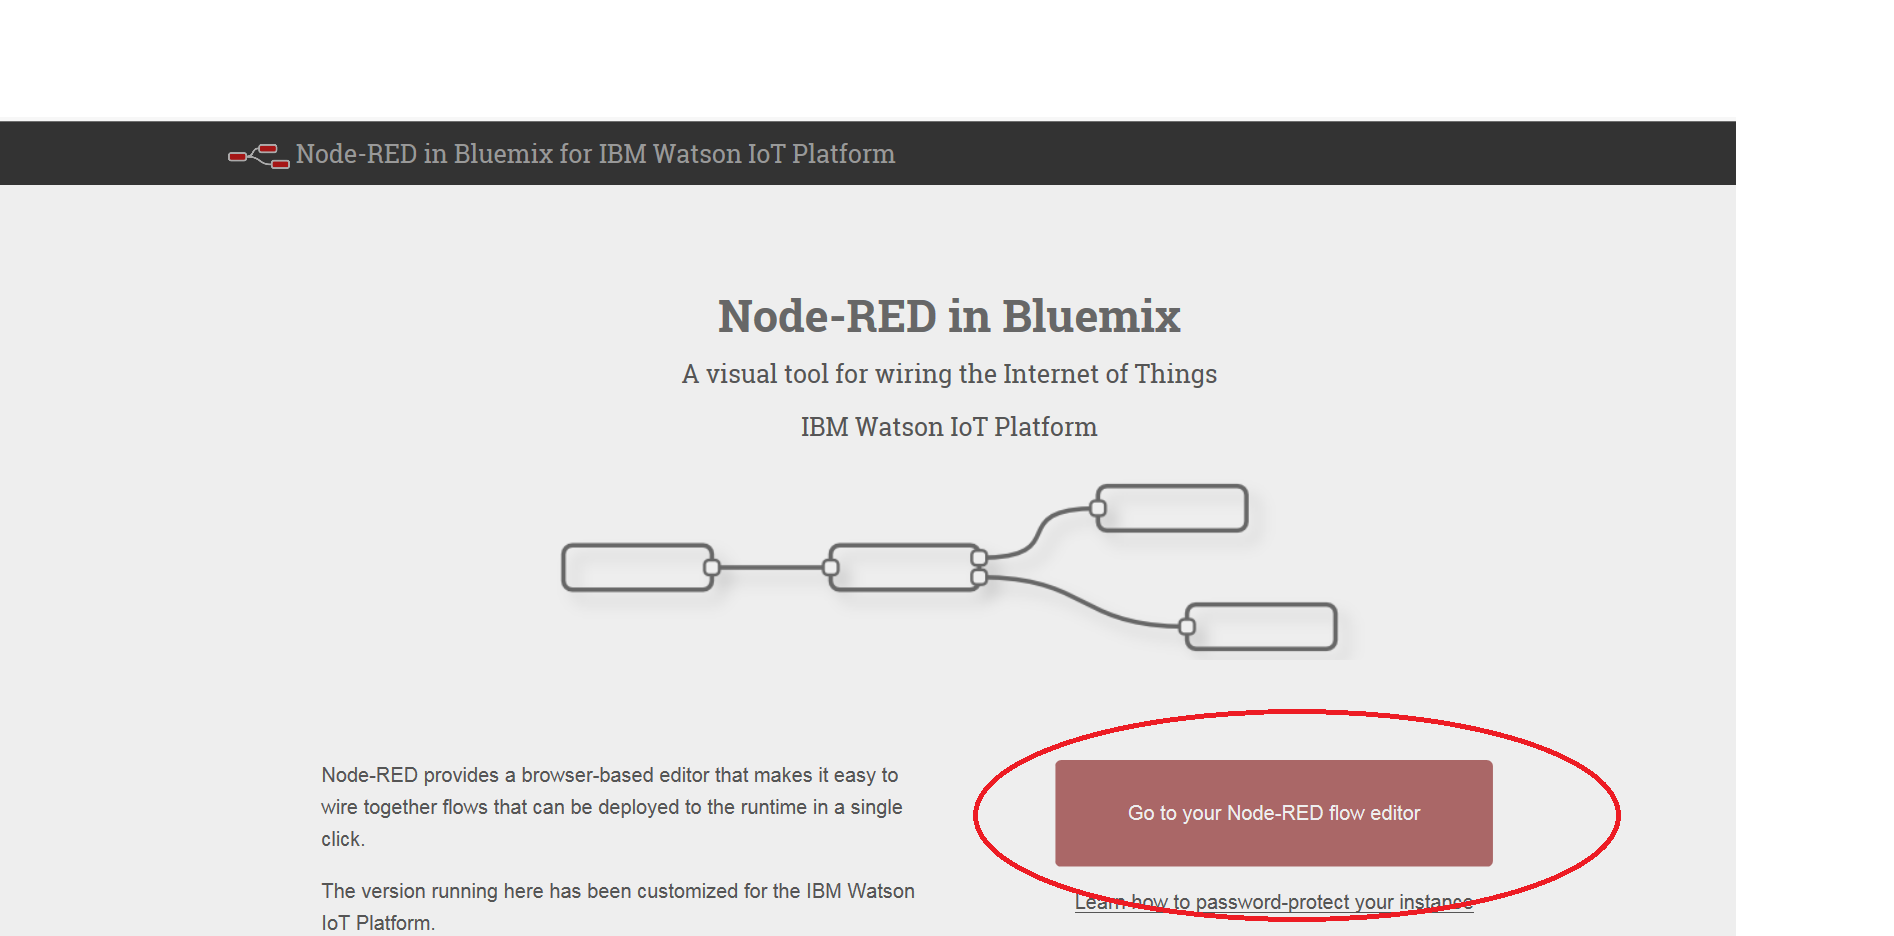 Node-RED in Bluemix for IBM Watson IoT Platform
Node-RED in Bluemix
A visual tool for wiring the Internet of Things
IBM Watson IoT Platform
Node-RED provides a browser-based editor that makes it easy to
wire together flows that can be deployed to the runtime in a single
click.
The version running here has been customized for the IBM Watson
IoT Platform.
Go to your Node-RED flow editor
Learn how to password-protect your instance